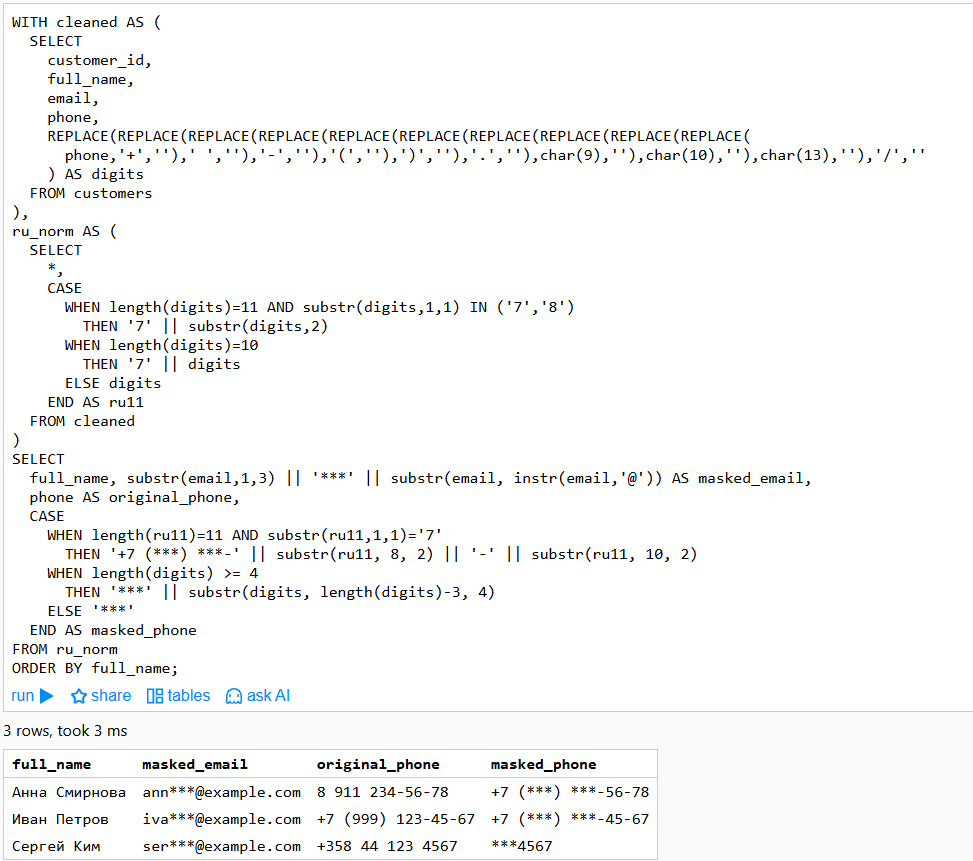 WITH cleaned AS (
  SELECT
    customer_id,
    full_name,
    email,
    phone,
    REPLACE(REPLACE(REPLACE(REPLACE(REPLACE(REPLACE(REPLACE(REPLACE(REPLACE(REPLACE(
      phone,'+',''),' ',''),'-',''),'(',''),')',''),'.',''),char(9),''),char(10),''),char(13),''),'/',''
    ) AS digits
  FROM customers
),
ru_norm AS (
  SELECT
    *,
    CASE
      WHEN length(digits)=11 AND substr(digits,1,1) IN ('7','8')
        THEN '7' || substr(digits,2)
      WHEN length(digits)=10
        THEN '7' || digits
      ELSE digits
    END AS ru11
  FROM cleaned
)
SELECT
  full_name, substr(email,1,3) || '***' || substr(email, instr(email,'@')) AS masked_email,
  phone AS original_phone,
  CASE
    WHEN length(ru11)=11 AND substr(ru11,1,1)='7'
      THEN '+7 (***) ***-' || substr(ru11, 8, 2) || '-' || substr(ru11, 10, 2)
    WHEN length(digits) >= 4
      THEN '***' || substr(digits, length(digits)-3, 4)
    ELSE '***'
  END AS masked_phone
FROM ru_norm
ORDER BY full_name;
run share tables ask AI
3 rows, took 3 ms
full_name masked_email original_phone masked_phone
Анна Смирнова ann***@example.com 8 911 234-56-78 +7 (***) ***-56-78
Иван Петров iva***@example.com +7 (999) 123-45-67 +7 (***) ***-45-67
Сергей Ким ser***@example.com +358 44 123 4567 ***4567